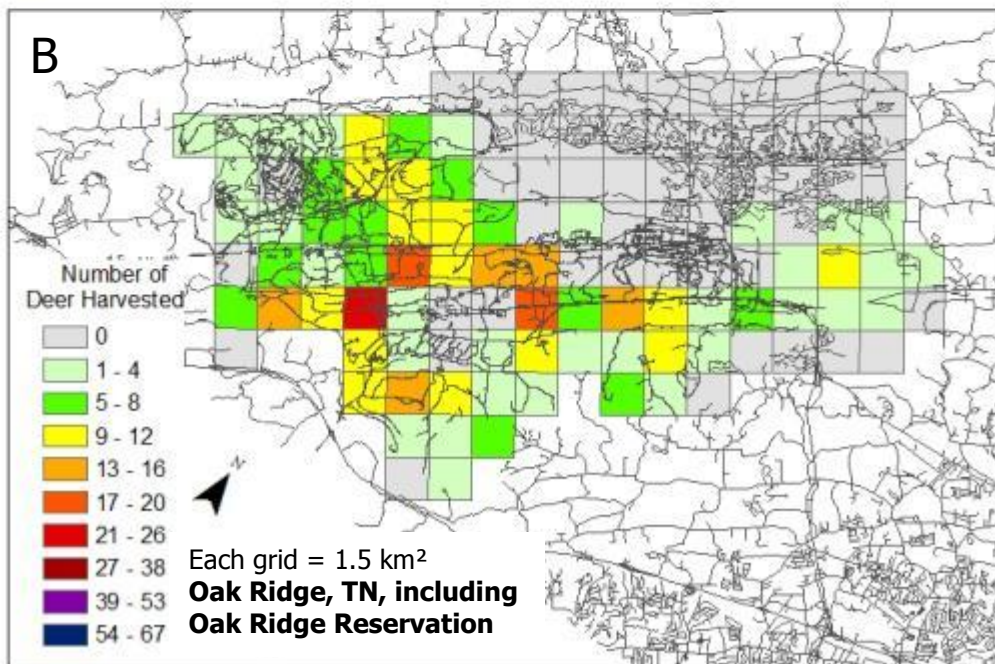 B
Number of
Deer Harvested
0
1 - 4
5 - 8
9 - 12
13 - 16
17 - 20
21 - 26
27 - 38
39 - 53
54 - 67
N
Each grid = 1.5 km²
Oak Ridge, TN, including
Oak Ridge Reservation